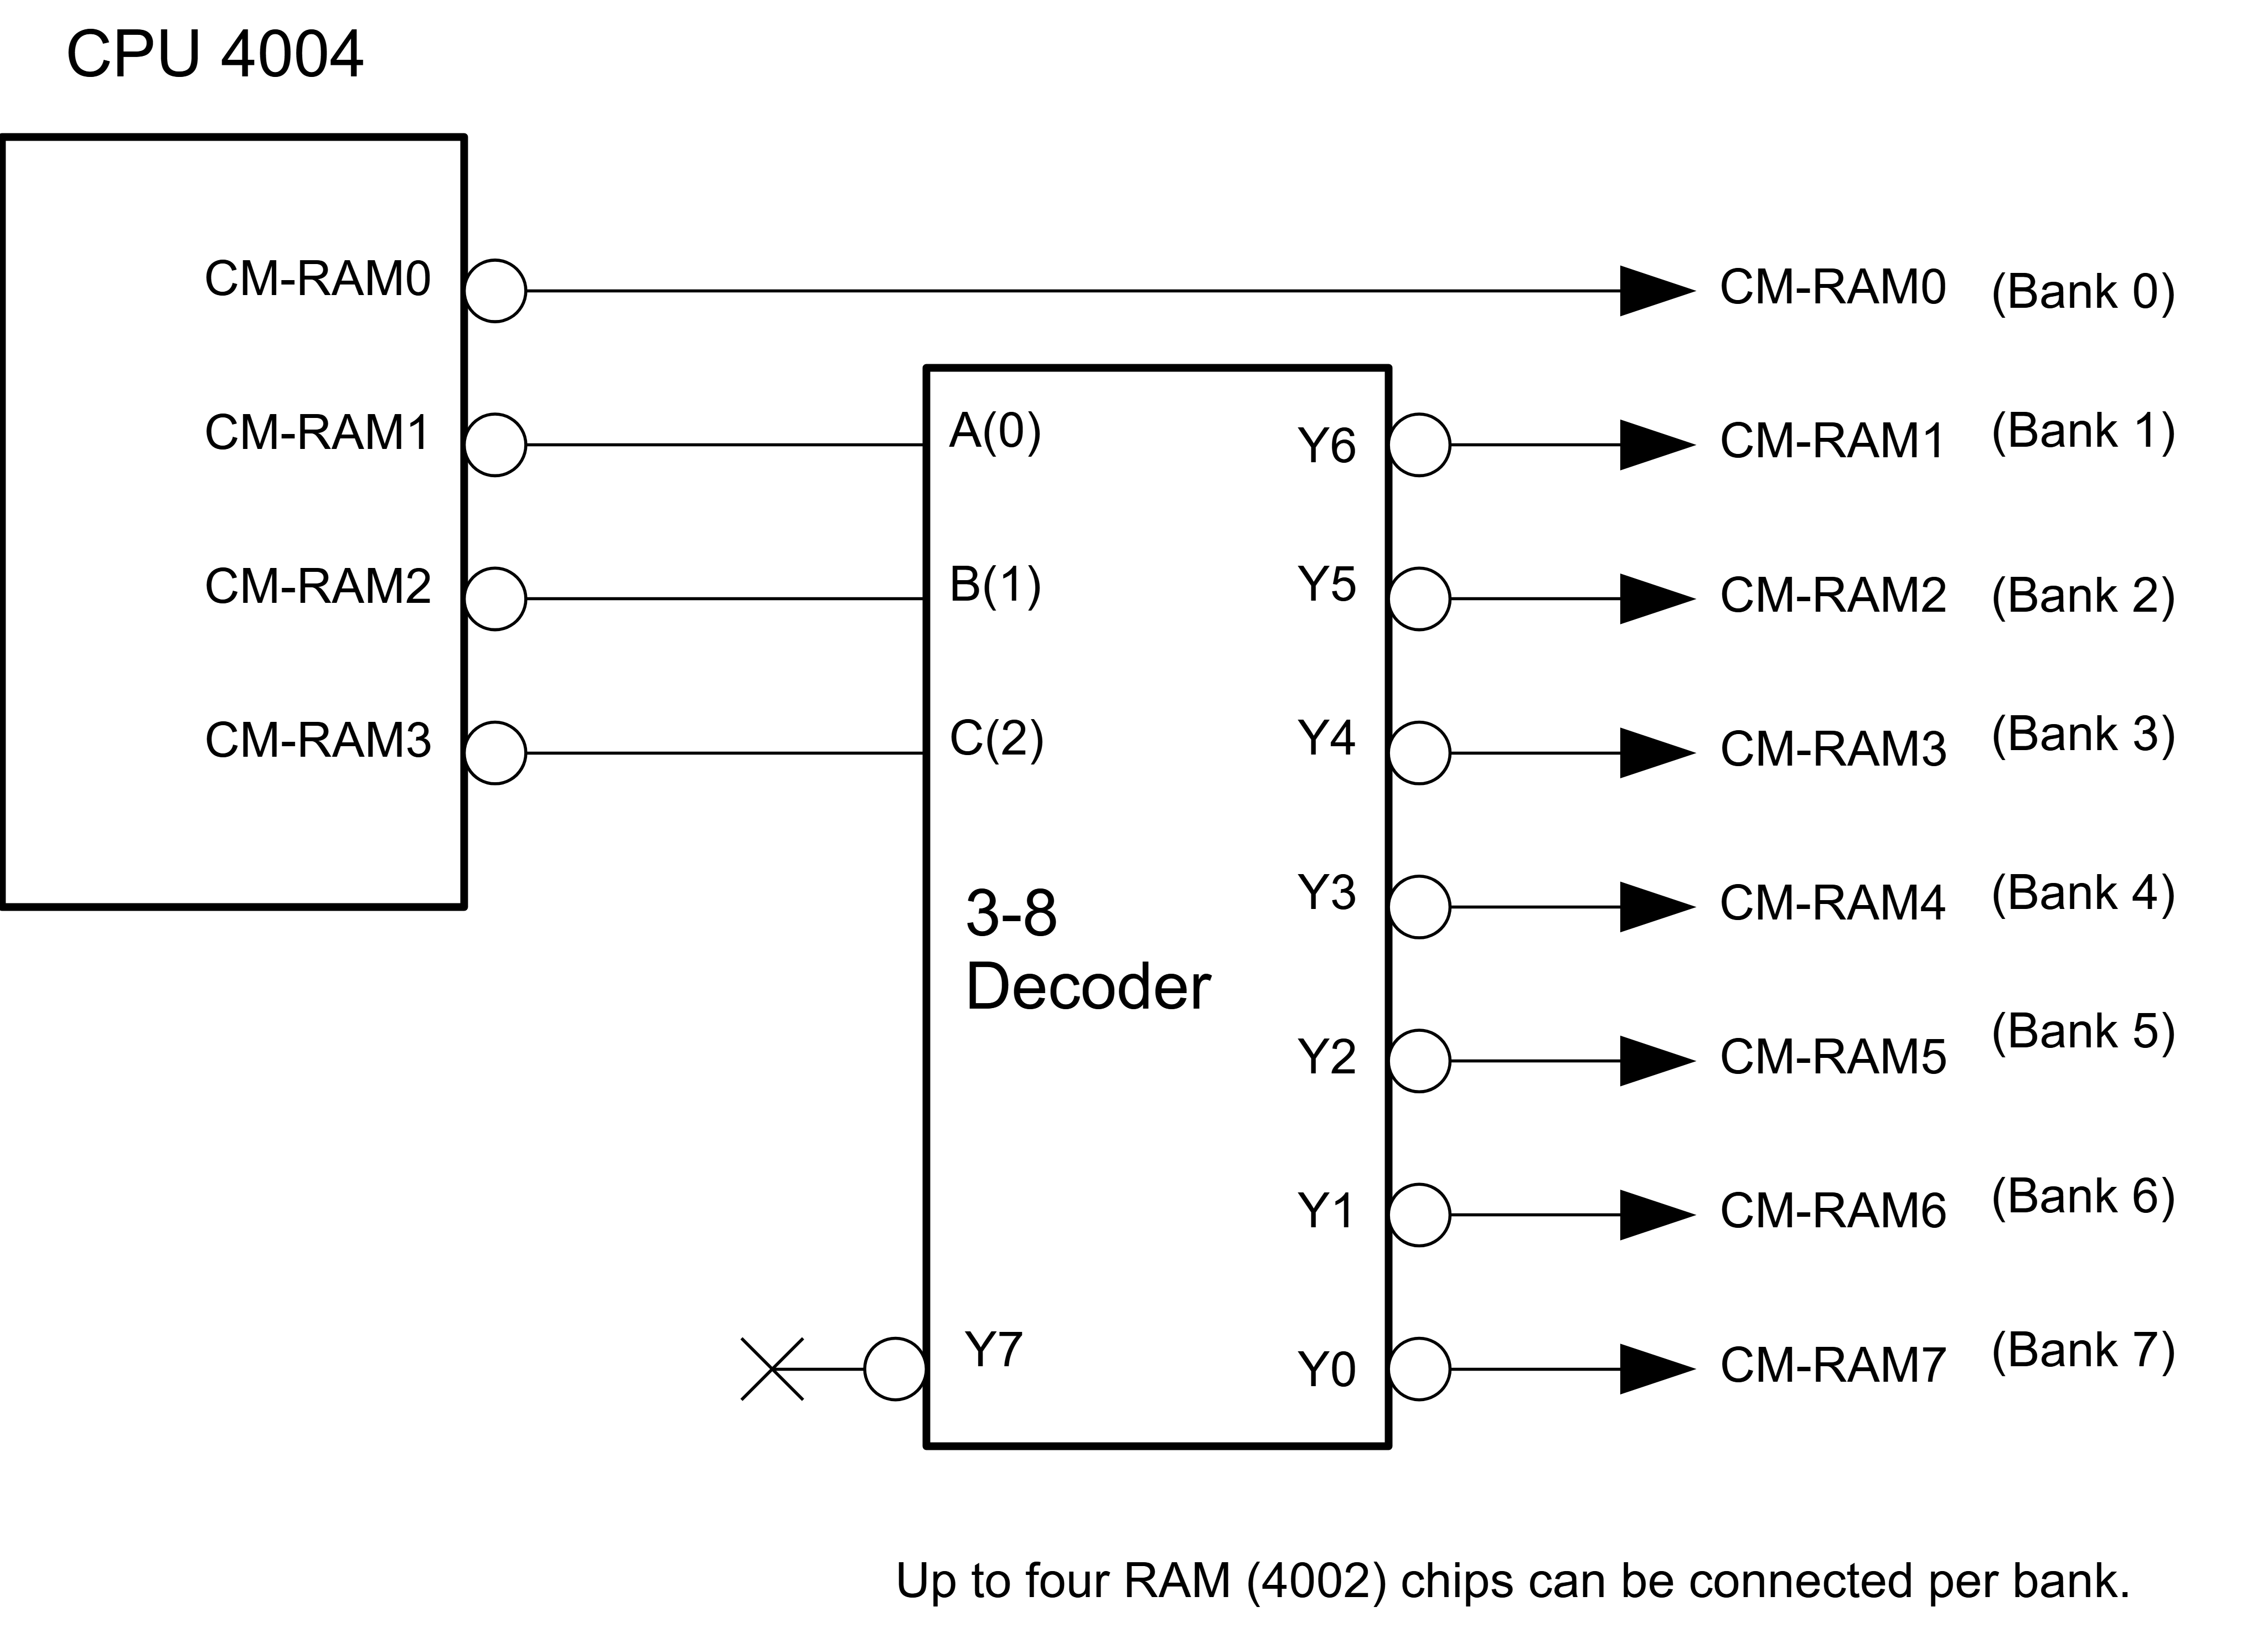 CPU 4004
CM-RAM0
CM-RAM0 (Bank 0)
CM-RAM1
A(0)
Y6
CM-RAM1 (Bank 1)
CM-RAM2
B(1)
Y5
CM-RAM2 (Bank 2)
CM-RAM3
C(2)
Y4
CM-RAM3 (Bank 3)
3-8
Decoder
Y3
CM-RAM4 (Bank 4)
Y2
CM-RAM5 (Bank 5)
Y1
CM-RAM6 (Bank 6)
Y7
Y0
CM-RAM7 (Bank 7)
Up to four RAM (4002) chips can be connected per bank.